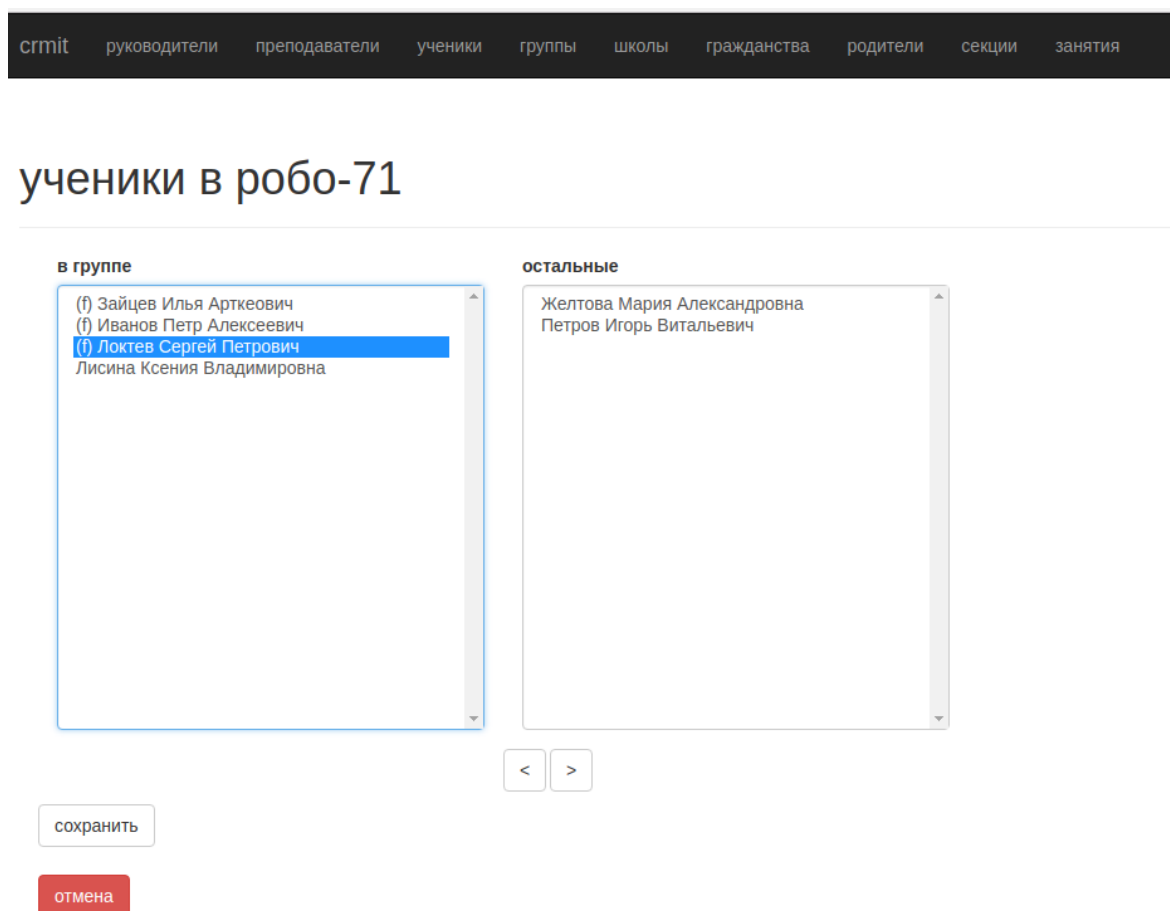 crmit руководители преподаватели ученики группы школы гражданства родители секции занятия
ученики в робо-71
в группе
(f) Зайцев Илья Арткеович
(f) Иванов Петр Алексеевич
(f) Локтев Сергей Петрович
Лисина Ксения Владимировна
остальные
Желтова Мария Александровна
Петров Игорь Витальевич
< >
сохранить
отмена